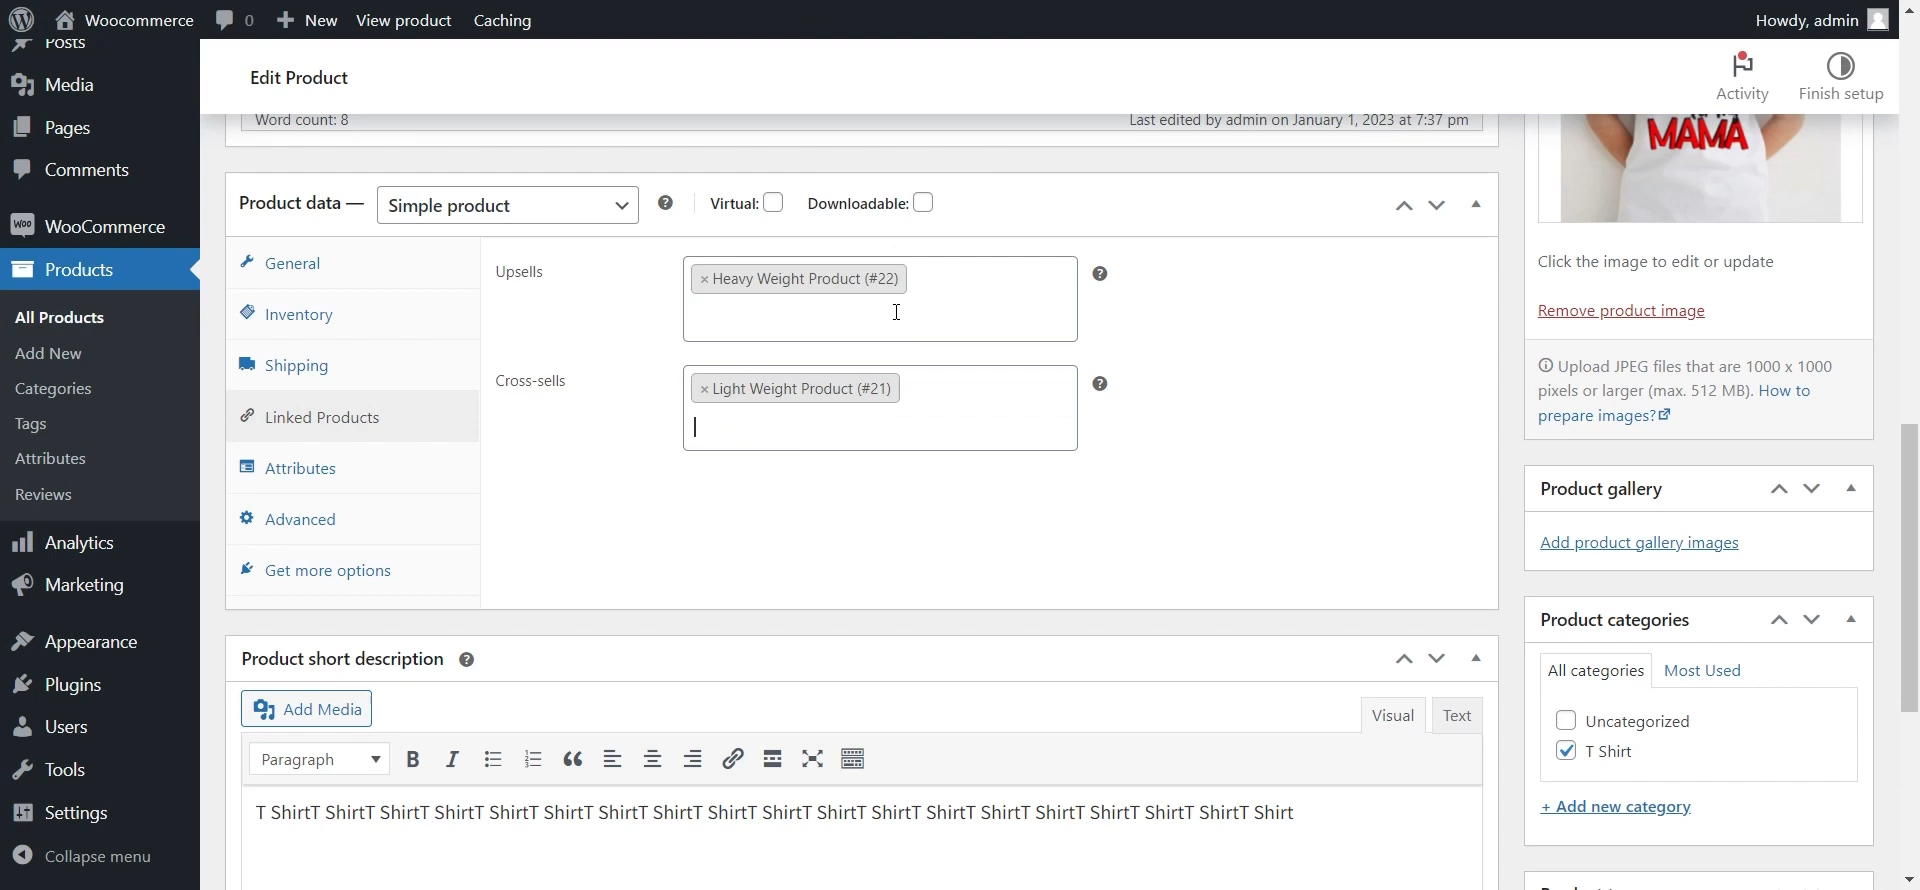 Woocommerce 0 New View product Caching Howdy, admin
Posts
Media
Pages
Comments
Woo WooCommerce
Products
All Products
Add New
Categories
Tags
Attributes
Reviews
Analytics
Marketing
Appearance
Plugins
Users
Tools
Settings
Collapse menu
Edit Product
Activity
Finish setup
Word count: 8 Last edited by admin on January 1, 2023 at 7:37 pm
Product data — Simple product Virtual: Downloadable:
General
Inventory
Shipping
Linked Products
Attributes
Advanced
Get more options
Upsells × Heavy Weight Product (#22)
Cross-sells × Light Weight Product (#21)
Product short description
Add Media
Visual Text
Paragraph
T ShirtT ShirtT ShirtT ShirtT ShirtT ShirtT ShirtT ShirtT ShirtT ShirtT ShirtT ShirtT ShirtT ShirtT ShirtT ShirtT ShirtT ShirtT Shirt
MAMA
Click the image to edit or update
Remove product image
Upload JPEG files that are 1000 x 1000
pixels or larger (max. 512 MB). How to
prepare images?
Product gallery
Add product gallery images
Product categories
All categories Most Used
Uncategorized
T Shirt
+ Add new category